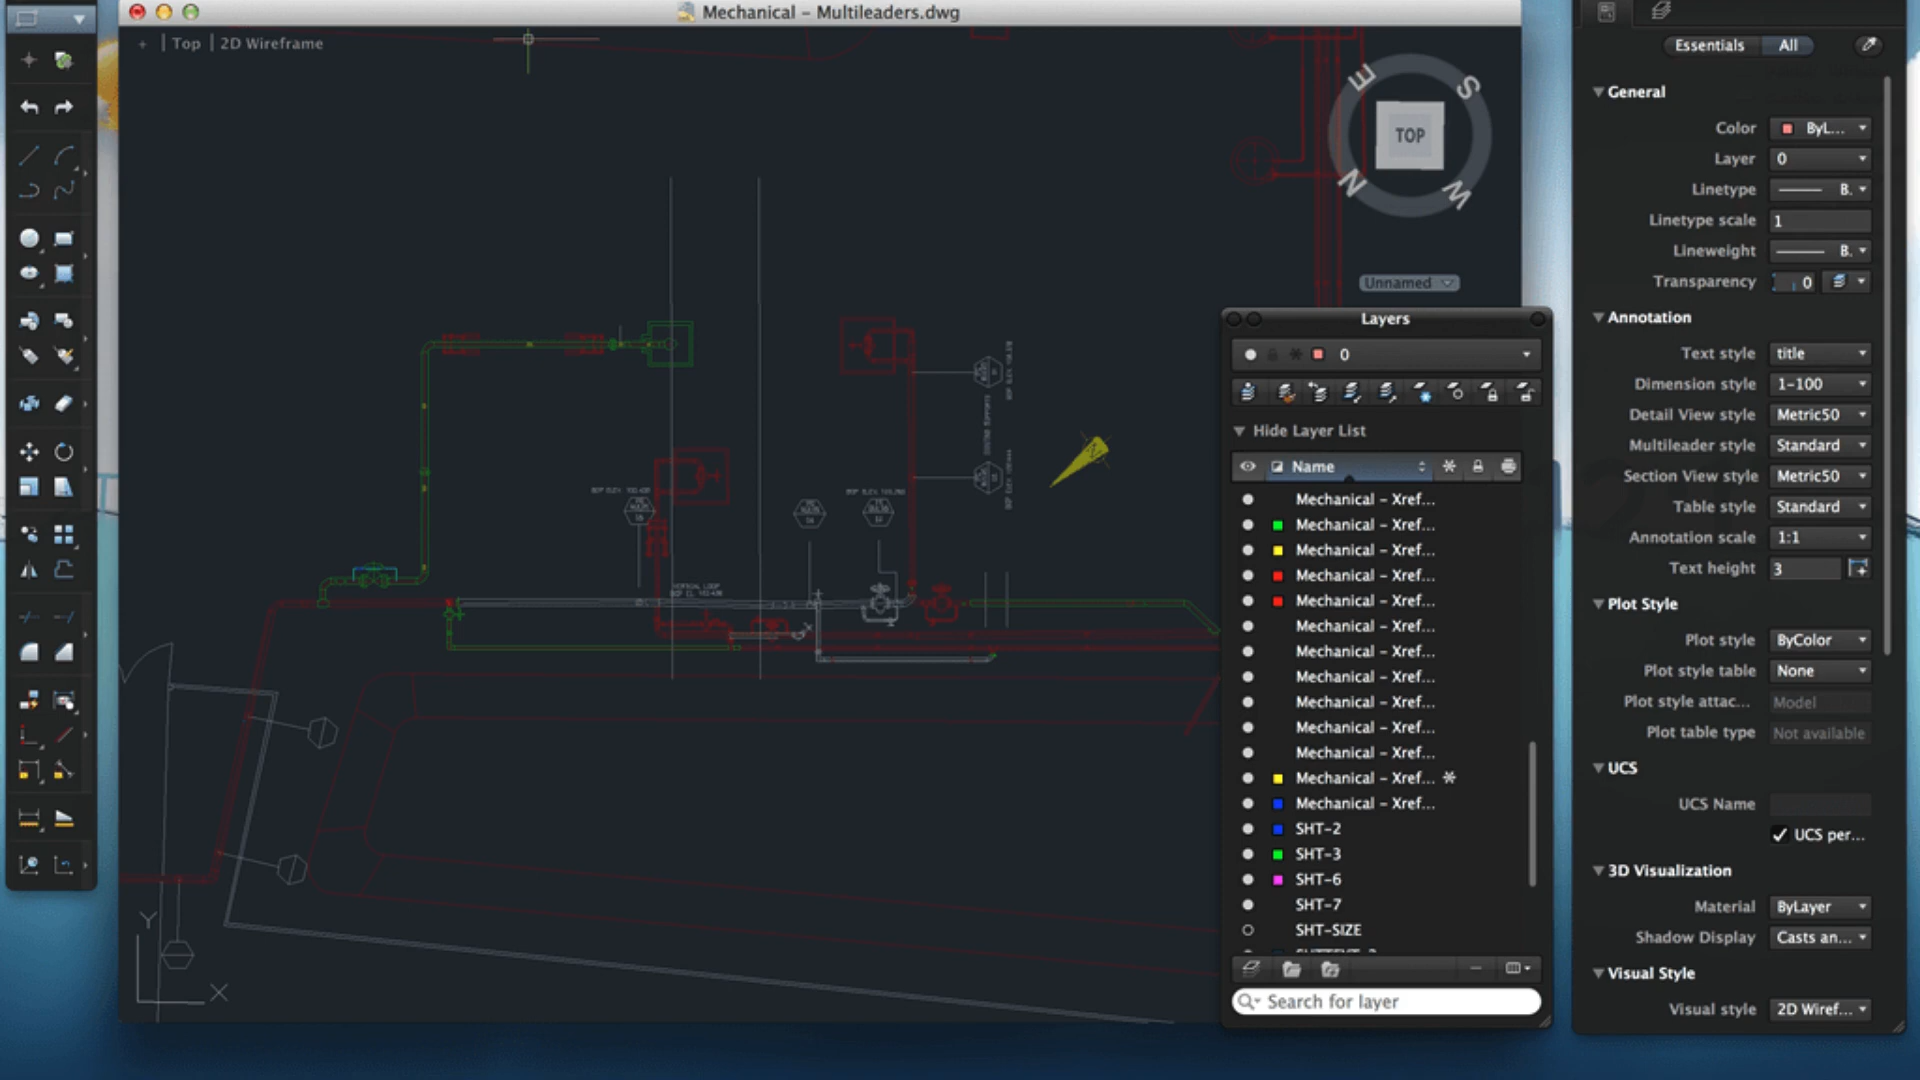 Mechanical - Multileaders.dwg
+ | Top | 2D Wireframe
E
S
TOP
N
W
Unnamed
VERTICAL LOOP
Y
X
Layers
0
Hide Layer List
Name
Mechanical - Xref...
Mechanical - Xref...
Mechanical - Xref...
Mechanical - Xref...
Mechanical - Xref...
Mechanical - Xref...
Mechanical - Xref...
Mechanical - Xref...
Mechanical - Xref...
Mechanical - Xref...
Mechanical - Xref...
Mechanical - Xref...
Mechanical - Xref...
SHT-2
SHT-3
SHT-6
SHT-7
SHT-SIZE
Search for layer
Essentials All
General
Color ByL...
Layer 0
Linetype B.
Linetype scale 1
Lineweight B.
Transparency 0
Annotation
Text style title
Dimension style 1-100
Detail View style Metric50
Multileader style Standard
Section View style Metric50
Table style Standard
Annotation scale 1:1
Text height 3
Plot Style
Plot style ByColor
Plot style table None
Plot style attac... Model
Plot table type Not available
UCS
UCS Name
UCS per...
3D Visualization
Material ByLayer
Shadow Display Casts an...
Visual Style
Visual style 2D Wiref...